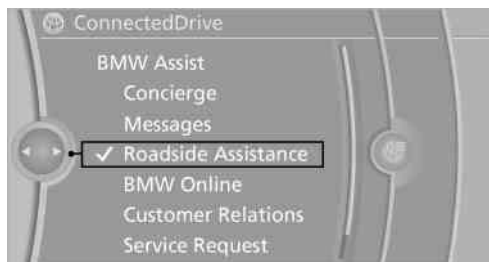 ConnectedDrive
BMW Assist
Concierge
Messages
Roadside Assistance
BMW Online
Customer Relations
Service Request